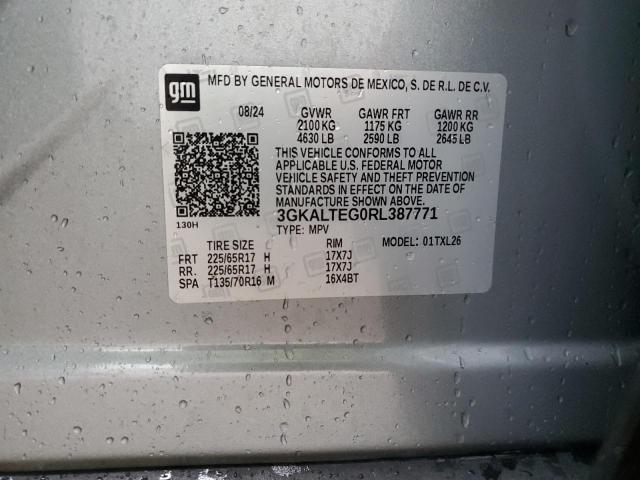 gm
MFD BY GENERAL MOTORS DE MEXICO, S. DE R.L. DE C.V.
08/24 GVWR GAWR FRT GAWR RR
2100 KG 1175 KG 1200 KG
4630 LB 2590 LB 2645 LB
THIS VEHICLE CONFORMS TO ALL
APPLICABLE U.S. FEDERAL MOTOR
VEHICLE SAFETY AND THEFT PREVENTION
STANDARDS IN EFFECT ON THE DATE
OF MANUFACTURE SHOWN ABOVE.
130H 3GKALTEG0RL387771
TYPE: MPV MODEL: 01TXL26
TIRE SIZE RIM
FRT 225/65R17 H 17X7J
RR. 225/65R17 H 17X7J
SPA T135/70R16 M 16X4BT